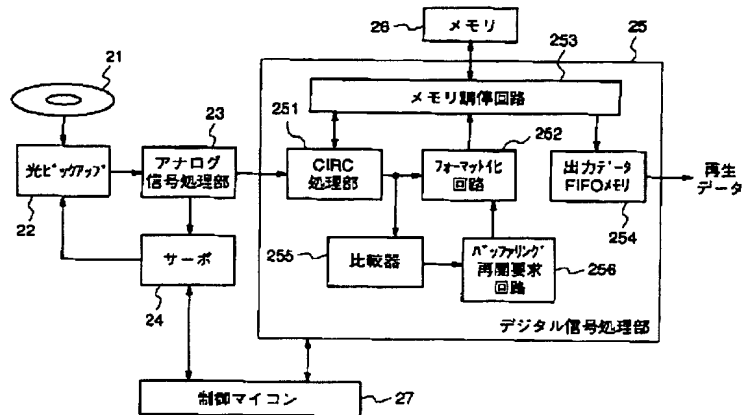 26
メモリ
25
253
メモリ調停回路
21
251
252
23
アナログ
信号処理部
CIRC
処理部
フォーマット化
回路
出力データ
FIFOメモリ
再生
データ
光ピックアップ
22
254
255
比較器
バッファリング
再開要求
回路
256
サーボ
24
デジタル信号処理部
制御マイコン
27